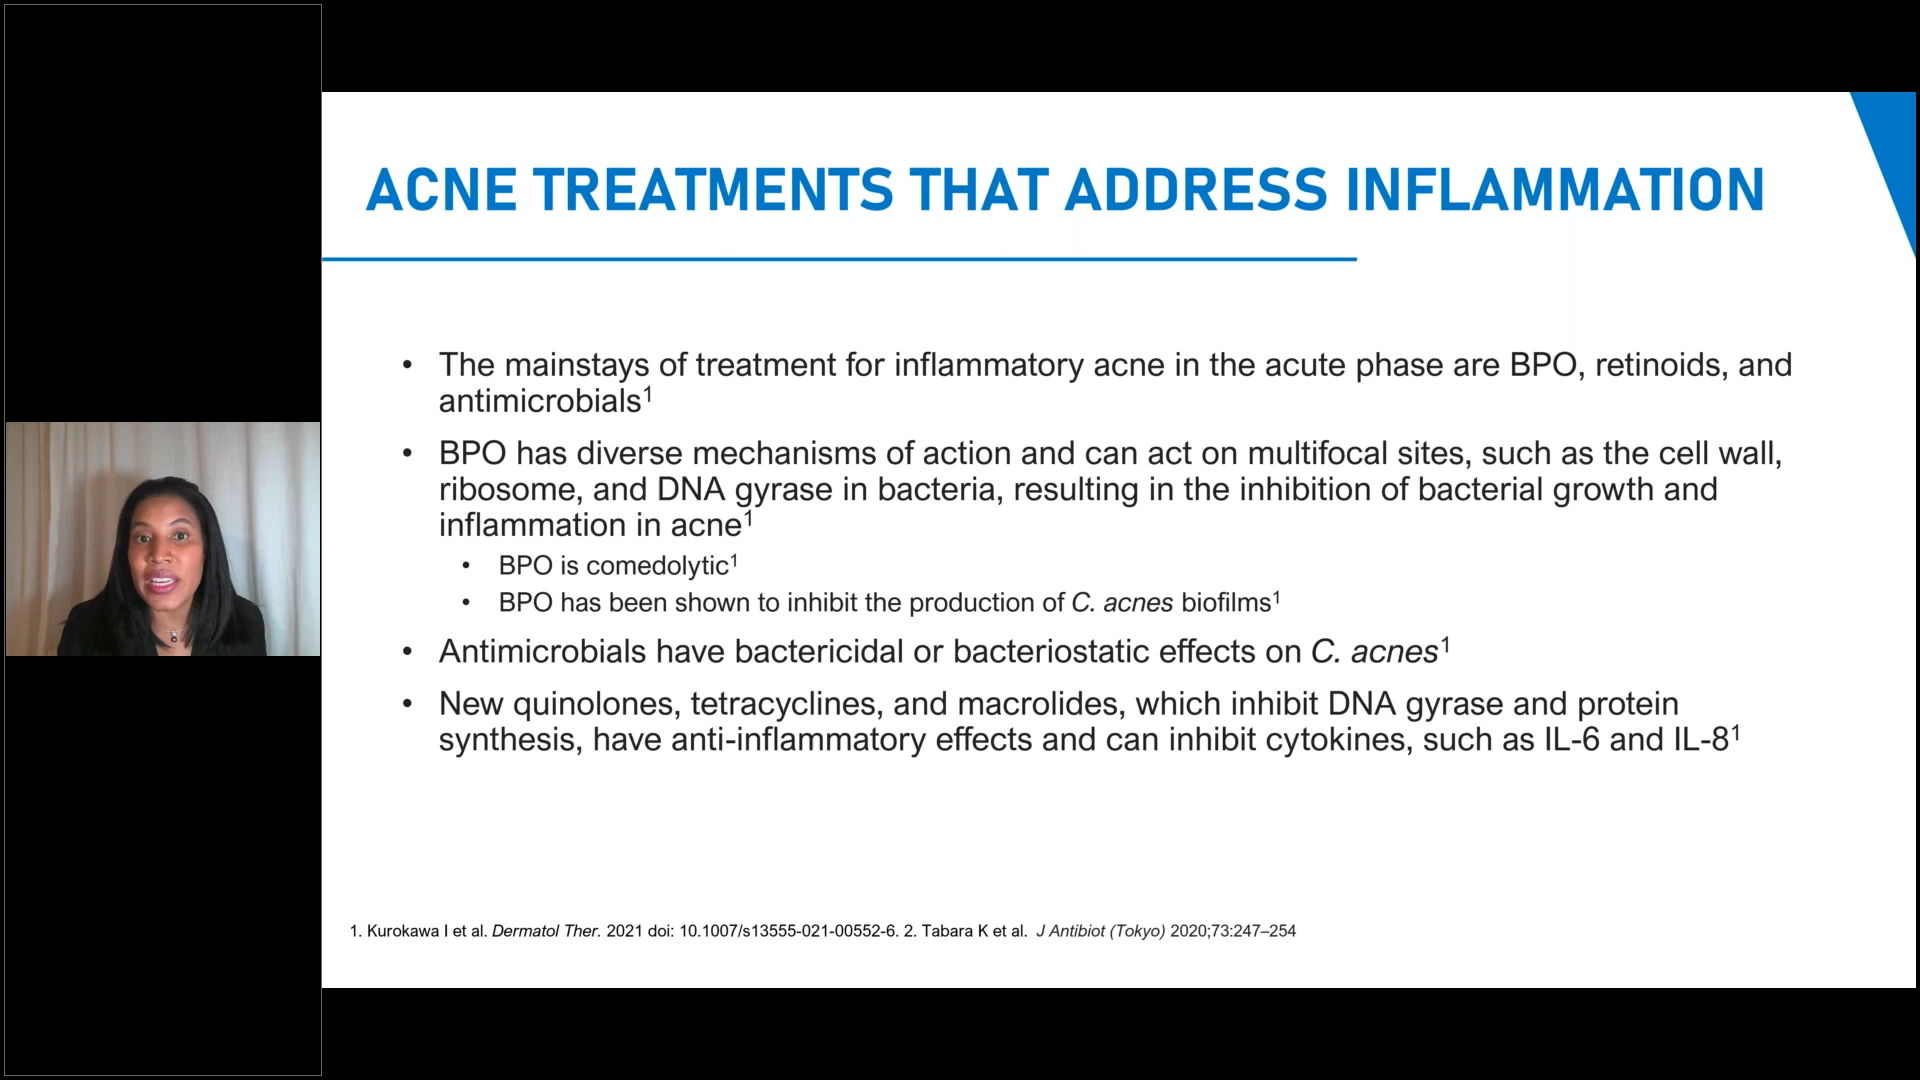 ACNE TREATMENTS THAT ADDRESS INFLAMMATION
• The mainstays of treatment for inflammatory acne in the acute phase are BPO, retinoids, and
antimicrobials¹
• BPO has diverse mechanisms of action and can act on multifocal sites, such as the cell wall,
ribosome, and DNA gyrase in bacteria, resulting in the inhibition of bacterial growth and
inflammation in acne¹
• BPO is comedolytic¹
• BPO has been shown to inhibit the production of C. acnes biofilms¹
• Antimicrobials have bactericidal or bacteriostatic effects on C. acnes¹
• New quinolones, tetracyclines, and macrolides, which inhibit DNA gyrase and protein
synthesis, have anti-inflammatory effects and can inhibit cytokines, such as IL-6 and IL-8¹
1. Kurokawa I et al. Dermatol Ther. 2021 doi: 10.1007/s13555-021-00552-6. 2. Tabara K et al. J Antibiot (Tokyo) 2020;73:247–254